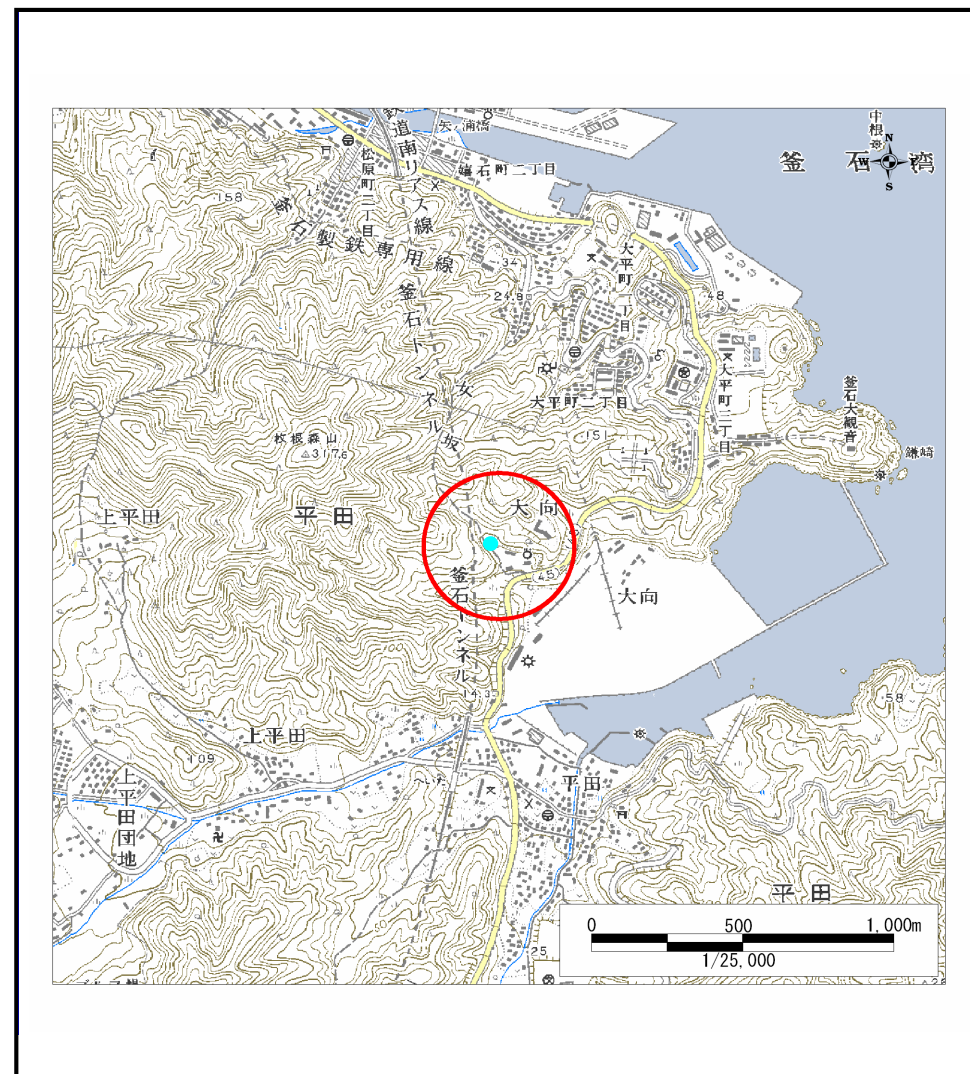 中根
釜石湾
N
W
E
S
矢浦橋
鉄道南リアス線
松原町二丁目
嬉石町二丁目
158
釜石製鉄専用線
34
24.8
大平町一丁目
48
釜石トンネル
女坂
大平町二丁目
大平町一丁目
釜石大観音
鎌崎
151
枚根森山
317.6
上平田
平田
大向
45
大向
釜石トンネル
14.3
58
上平田
109
へいた
平田
上平田団地
平田
25
0 500 1,000m
1/25,000